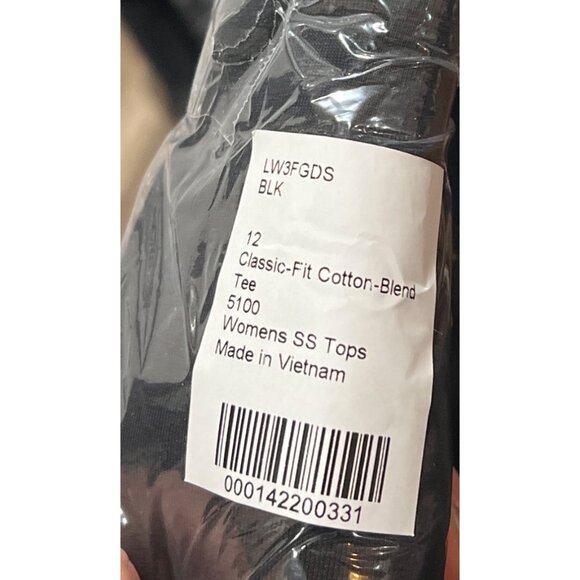 LW3FGDS
BLK
12
Classic-Fit Cotton-Blend
Tee
5100
Womens SS Tops
Made in Vietnam
000142200331